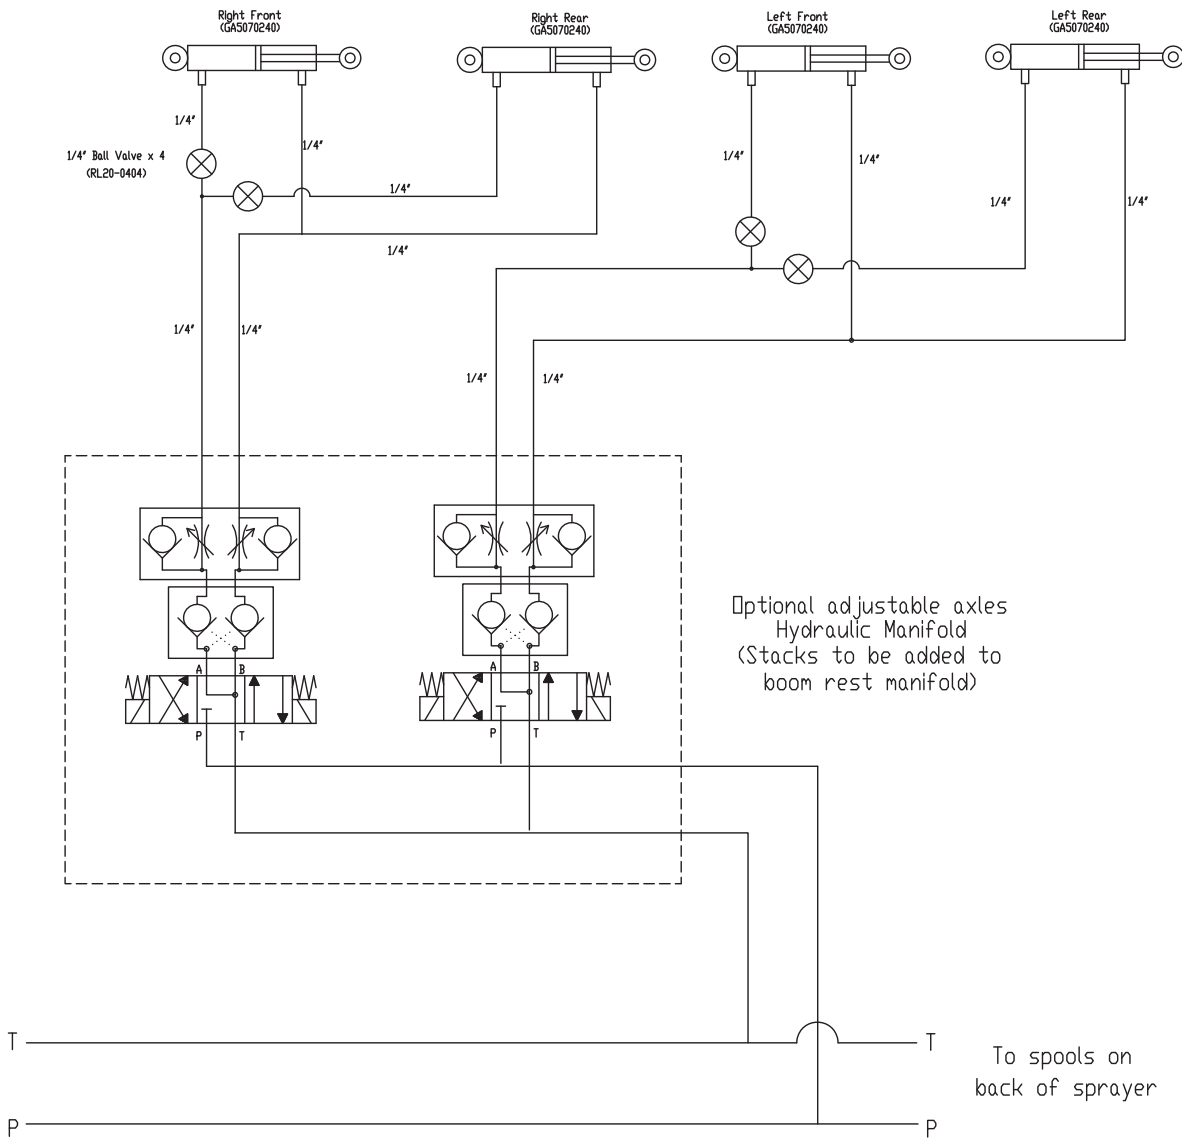 Right Front
(GA5070240)
Right Rear
(GA5070240)
Left Front
(GA5070240)
Left Rear
(GA5070240)
1/4"
1/4"
1/4" Ball Valve x 4
(RL20-0404)
1/4"
1/4"
1/4"
1/4"
1/4"
1/4"
1/4"
1/4"
1/4"
1/4"
1/4"
Optional adjustable axles
Hydraulic Manifold
(Stacks to be added to
boom rest manifold)
A B
A B
P T
P T
T
T
To spools on
back of sprayer
P
P